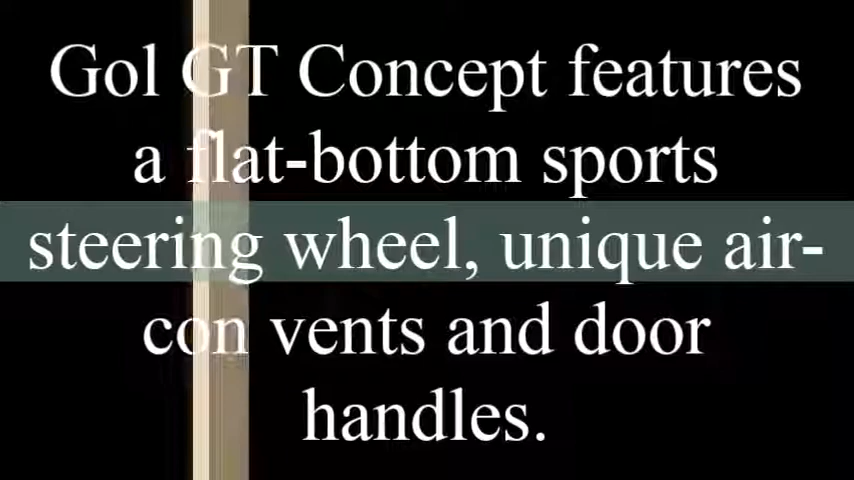 Gol GT Concept features
a flat-bottom sports
steering wheel, unique air-
con vents and door
handles.